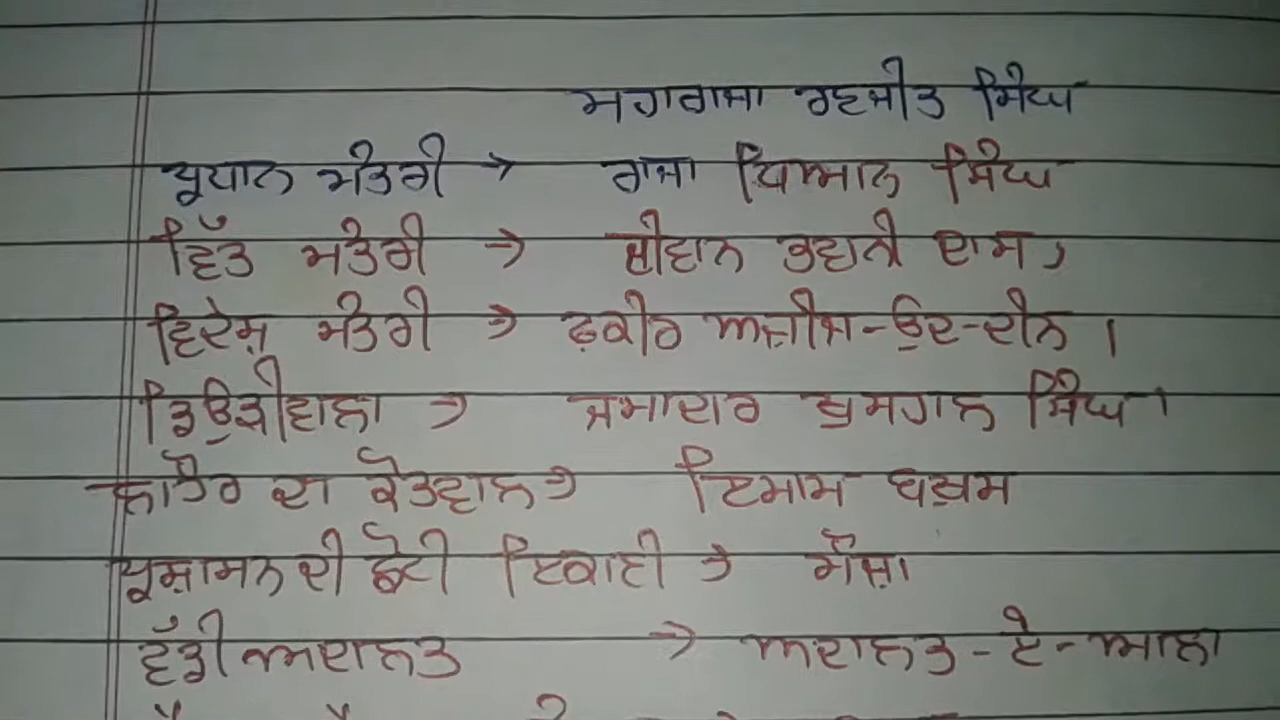 ਮਹਾਰਾਜਾ ਰਣਜੀਤ ਸਿੰਘ
ਪ੍ਰਧਾਨ ਮੰਤਰੀ → ਰਾਜਾ ਧਿਆਨ ਸਿੰਘ
ਵਿੱਤ ਮੰਤਰੀ → ਦੀਵਾਨ ਭਵਾਨੀ ਦਾਸ,
ਵਿਦੇਸ਼ ਮੰਤਰੀ → ਫ਼ਕੀਰ ਅਜ਼ੀਜ਼-ਉਦ-ਦੀਨ ।
ਡਿਉਡੀਵਾਲਾ → ਜਮਾਦਾਰ ਖੁਸ਼ਹਾਲ ਸਿੰਘ ।
ਲਾਹੌਰ ਦਾ ਕੋਤਵਾਲ → ਇਮਾਮ ਬਖ਼ਸ਼
ਪ੍ਰਸ਼ਾਸਨ ਦੀ ਛੋਟੀ ਇਕਾਈ → ਮੌਜ਼ਾ
ਵੱਡੀ ਅਦਾਲਤ → ਅਦਾਲਤ-ਏ-ਆਲਾ